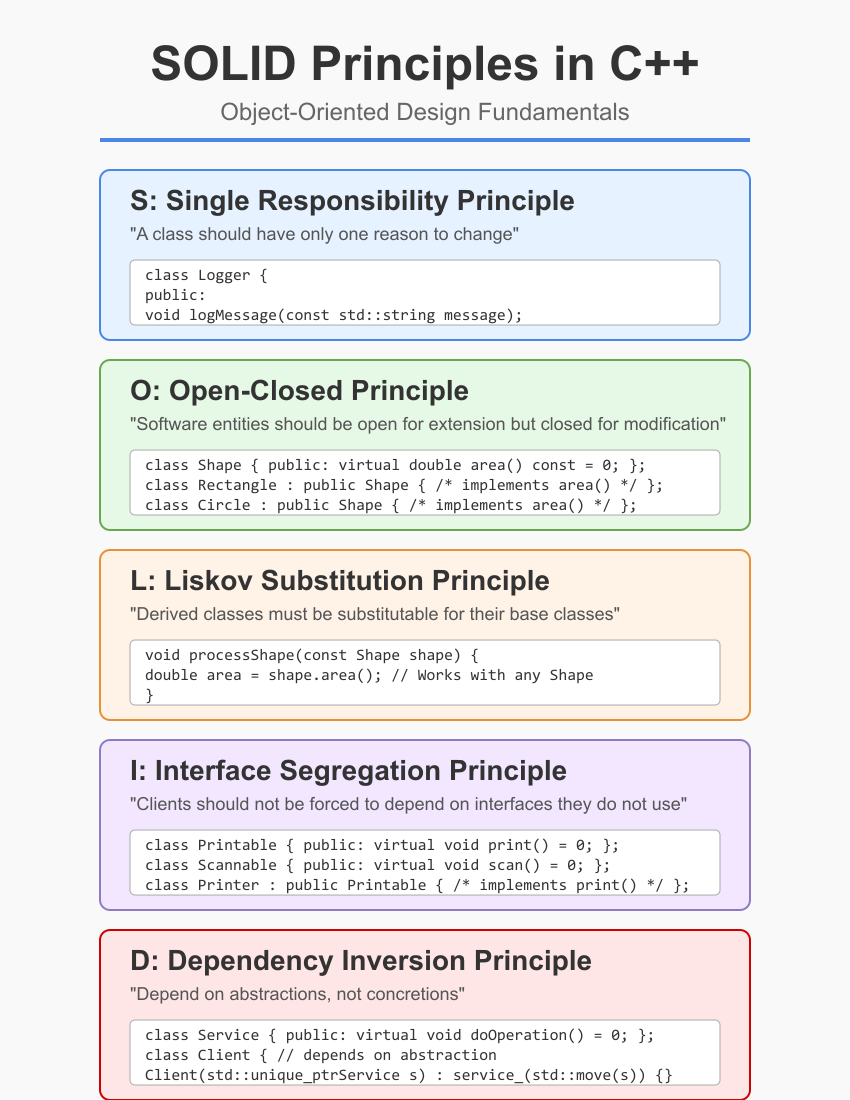 SOLID Principles in C++
Object-Oriented Design Fundamentals
S: Single Responsibility Principle
"A class should have only one reason to change"
class Logger {
public:
void logMessage(const std::string message);
O: Open-Closed Principle
"Software entities should be open for extension but closed for modification"
class Shape { public: virtual double area() const = 0; };
class Rectangle : public Shape { /* implements area() */ };
class Circle : public Shape { /* implements area() */ };
L: Liskov Substitution Principle
"Derived classes must be substitutable for their base classes"
void processShape(const Shape shape) {
double area = shape.area(); // Works with any Shape
}
I: Interface Segregation Principle
"Clients should not be forced to depend on interfaces they do not use"
class Printable { public: virtual void print() = 0; };
class Scannable { public: virtual void scan() = 0; };
class Printer : public Printable { /* implements print() */ };
D: Dependency Inversion Principle
"Depend on abstractions, not concretions"
class Service { public: virtual void doOperation() = 0; };
class Client { // depends on abstraction
Client(std::unique_ptrService s) : service_(std::move(s)) {}